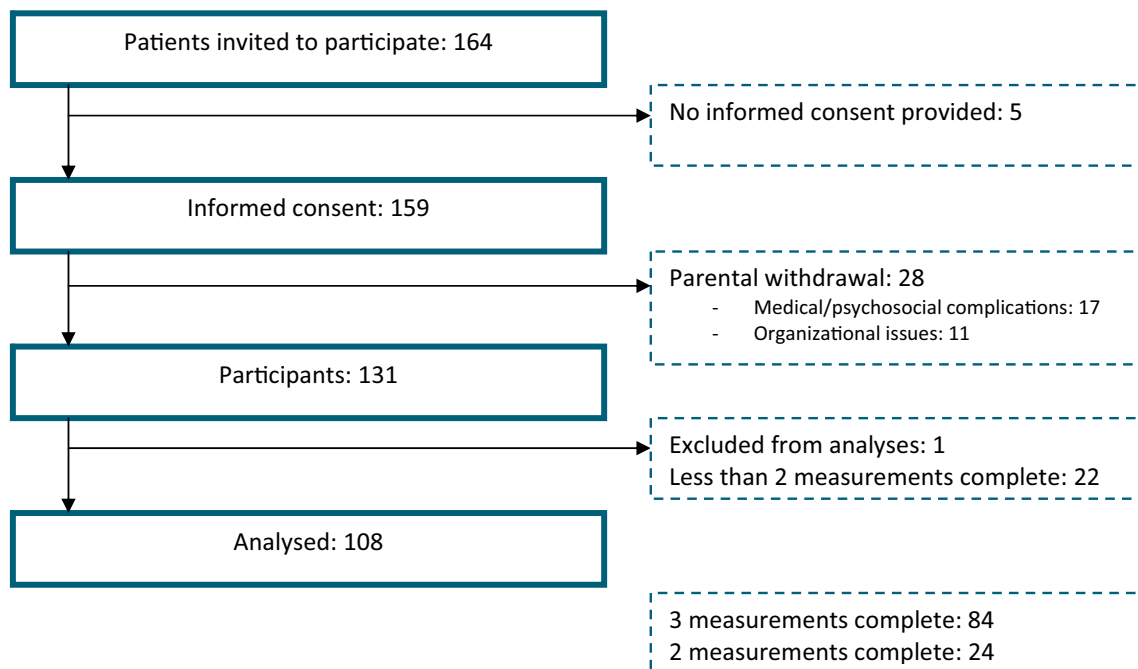 Patients invited to participate: 164
No informed consent provided: 5
Informed consent: 159
Parental withdrawal: 28
- Medical/psychosocial complications: 17
- Organizational issues: 11
Participants: 131
Excluded from analyses: 1
Less than 2 measurements complete: 22
Analysed: 108
3 measurements complete: 84
2 measurements complete: 24